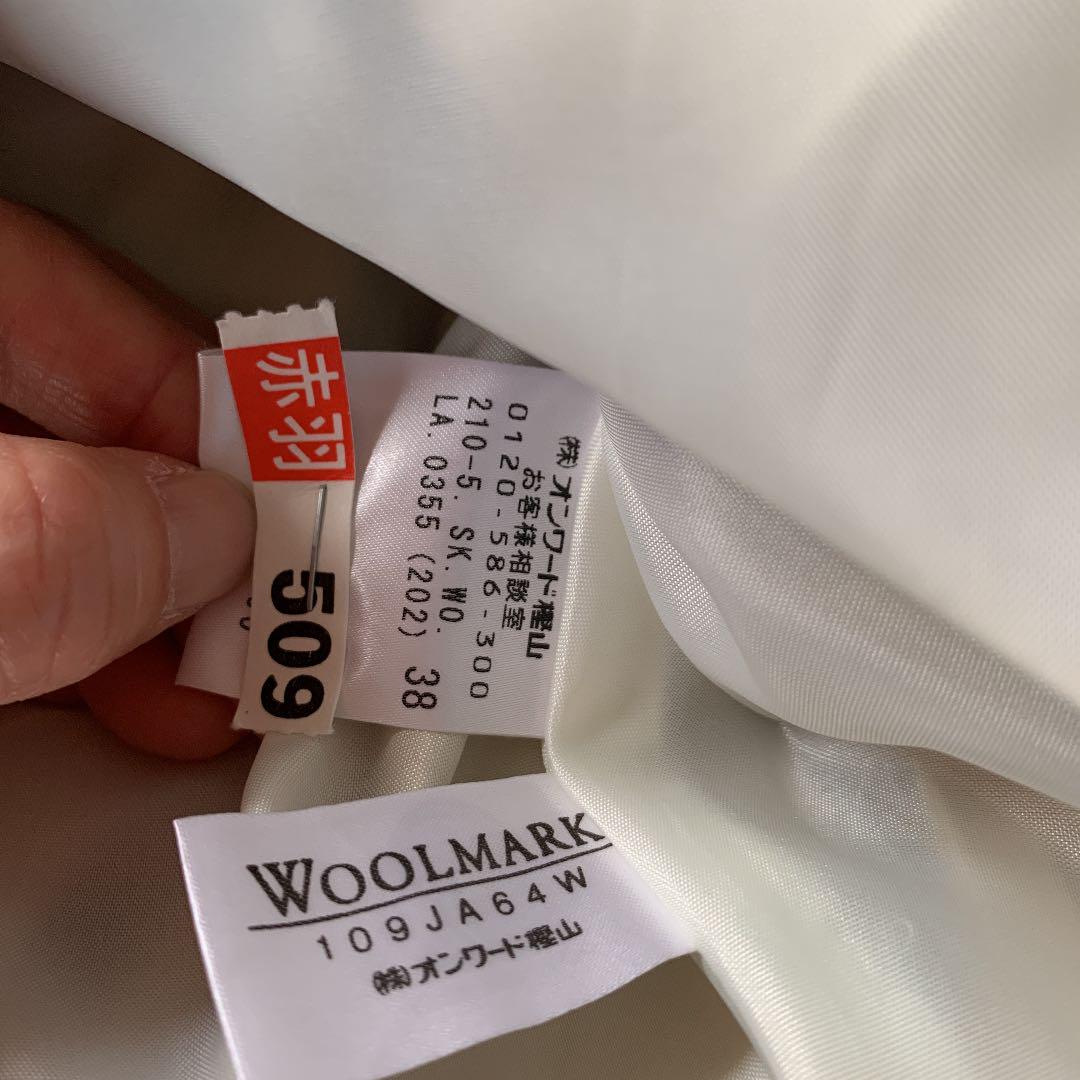 赤羽
509
㈱オンワード樫山
お客様相談室
0120-586-300
210-5. SK. WO.
LA. 0355 (202) 38
WOOLMARK
109JA64W
㈱オンワード樫山